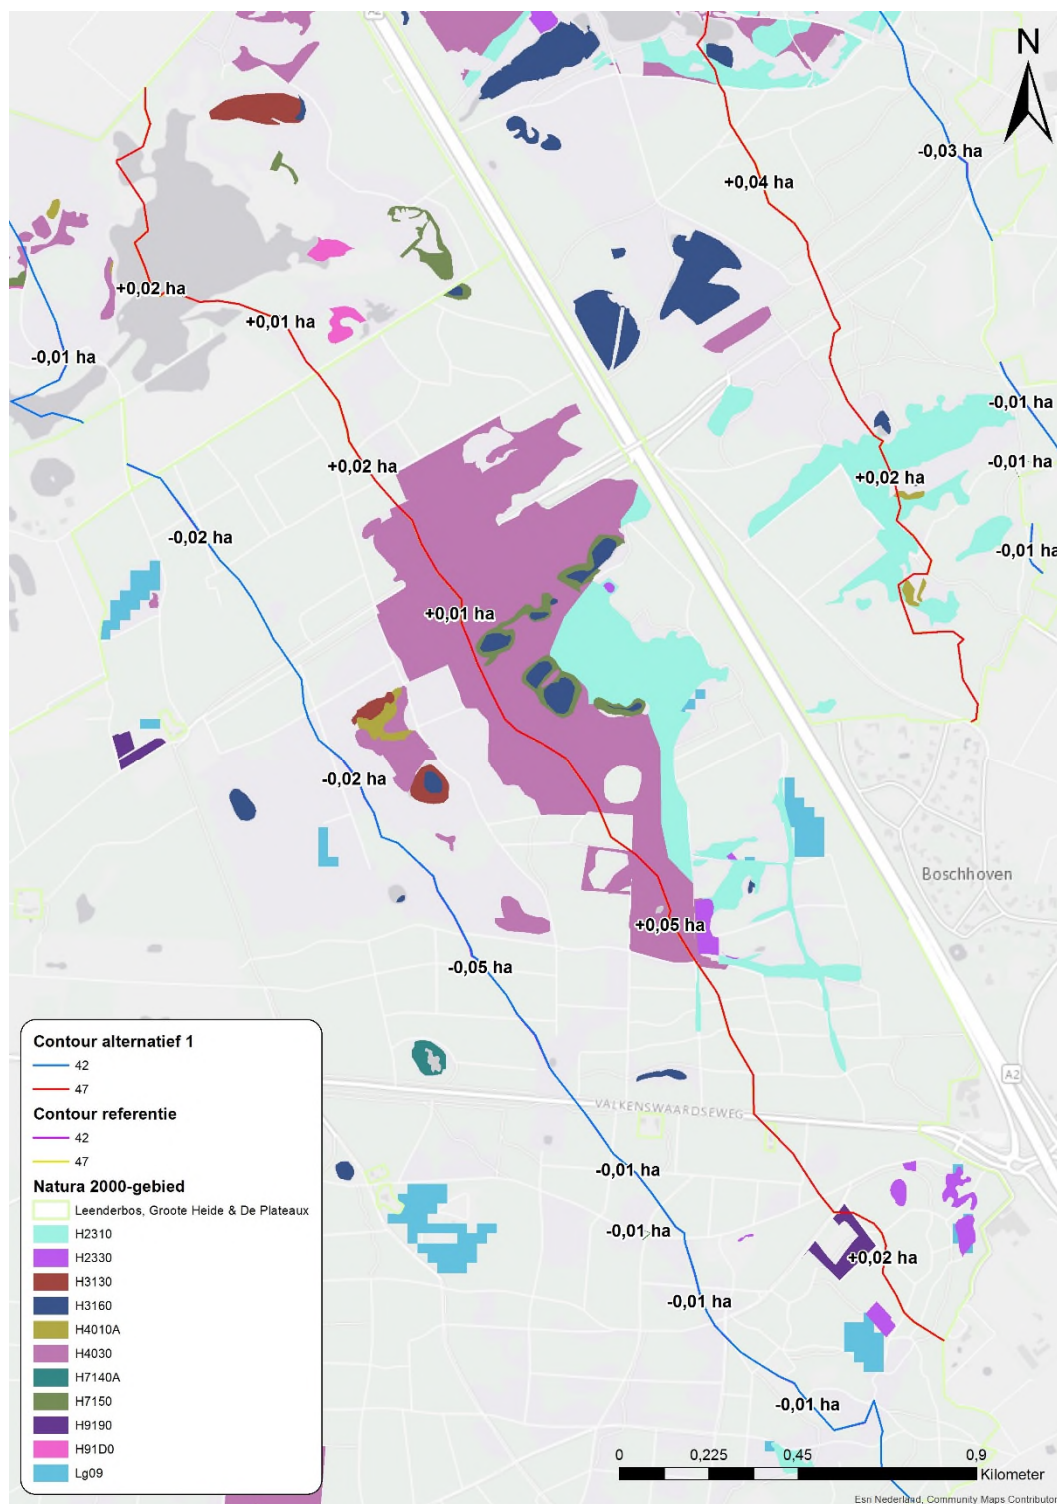 A2
N
-0,03 ha
+0,04 ha
+0,02 ha
+0,01 ha
-0,01 ha
-0,01 ha
+0,02 ha
-0,01 ha
+0,02 ha
-0,02 ha
-0,01 ha
+0,01 ha
-0,02 ha
Boschhoven
+0,05 ha
-0,05 ha
A2
VALKENSWAARDSEWEG
-0,01 ha
-0,01 ha
+0,02 ha
-0,01 ha
-0,01 ha
Contour alternatief 1
42
47
Contour referentie
42
47
Natura 2000-gebied
Leenderbos, Groote Heide & De Plateaux
H2310
H2330
H3130
H3160
H4010A
H4030
H7140A
H7150
H9190
H91D0
Lg09
0 0,225 0,45 0,9
Kilometer
Esri Nederland, Community Maps Contributor